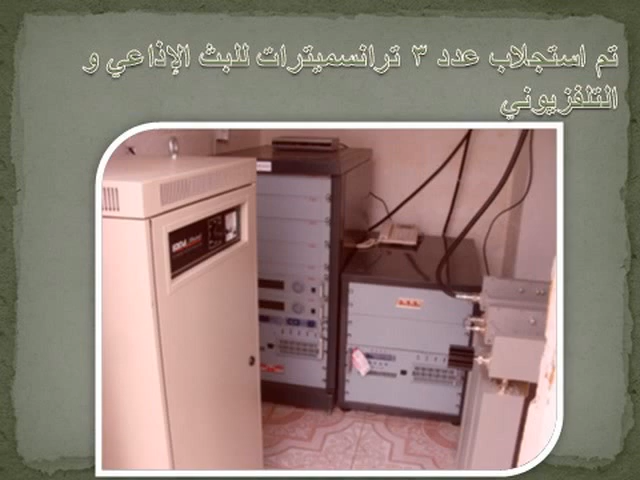 تم استجلاب عدد ٣ ترانسميترات للبث الإذاعي و
التلفزيوني